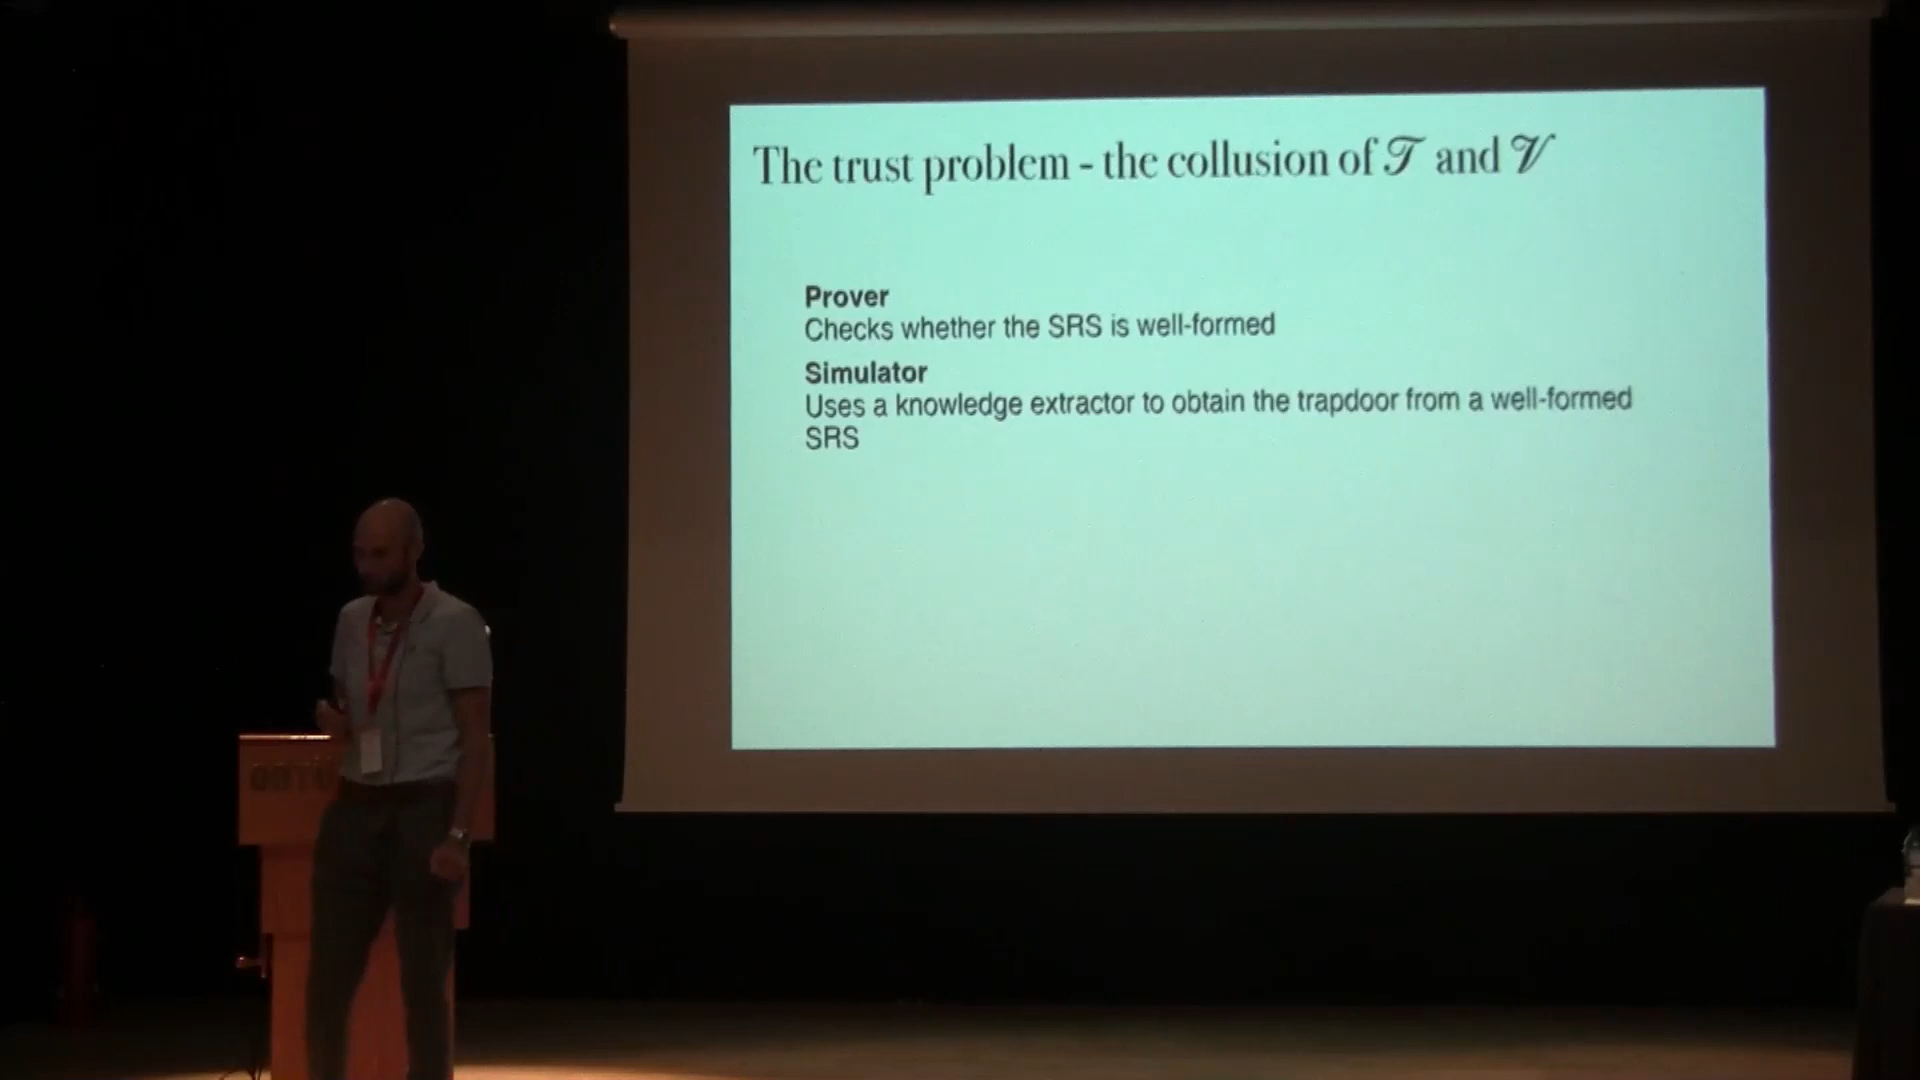 The trust problem - the collusion of 𝒯 and 𝒱
Prover
Checks whether the SRS is well-formed
Simulator
Uses a knowledge extractor to obtain the trapdoor from a well-formed
SRS